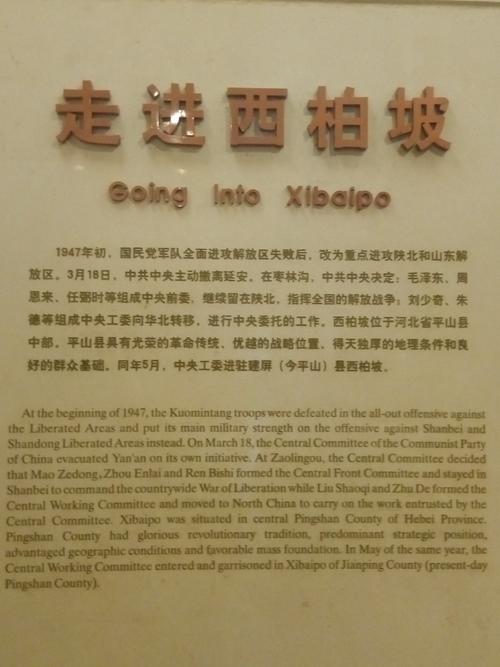 走进西柏坡
Going Into Xibaipo
1947年初，国民党军队全面进攻解放区失败后，改为重点进攻陕北和山东解
放区。3月18日，中共中央主动撤离延安。在枣林沟，中共中央决定：毛泽东、周
恩来、任弼时等组成中央前委，继续留在陕北，指挥全国的解放战争；刘少奇、朱
德等组成中央工委向华北转移，进行中央委托的工作。西柏坡位于河北省平山县
中部。平山县具有光荣的革命传统、优越的战略位置、得天独厚的地理条件和良
好的群众基础。同年5月，中央工委进驻建屏（今平山）县西柏坡。
At the beginning of 1947, the Kuomintang troops were defeated in the all-out offensive against
the Liberated Areas and put its main military strength on the offensive against Shanbei and
Shandong Liberated Areas instead. On March 18, the Central Committee of the Communist Party
of China evacuated Yan'an on its own initiative. At Zaolingou, the Central Committee decided
that Mao Zedong, Zhou Enlai and Ren Bishi formed the Central Front Committee and stayed in
Shanbei to command the countrywide War of Liberation while Liu Shaoqi and Zhu De formed the
Central Working Committee and moved to North China to carry on the work entrusted by the
Central Committee. Xibaipo was situated in central Pingshan County of Hebei Province.
Pingshan County had glorious revolutionary tradition, predominant strategic position,
advantaged geographic conditions and favorable mass foundation. In May of the same year, the
Central Working Committee entered and garrisoned in Xibaipo of Jianping County (present-day
Pingshan County).